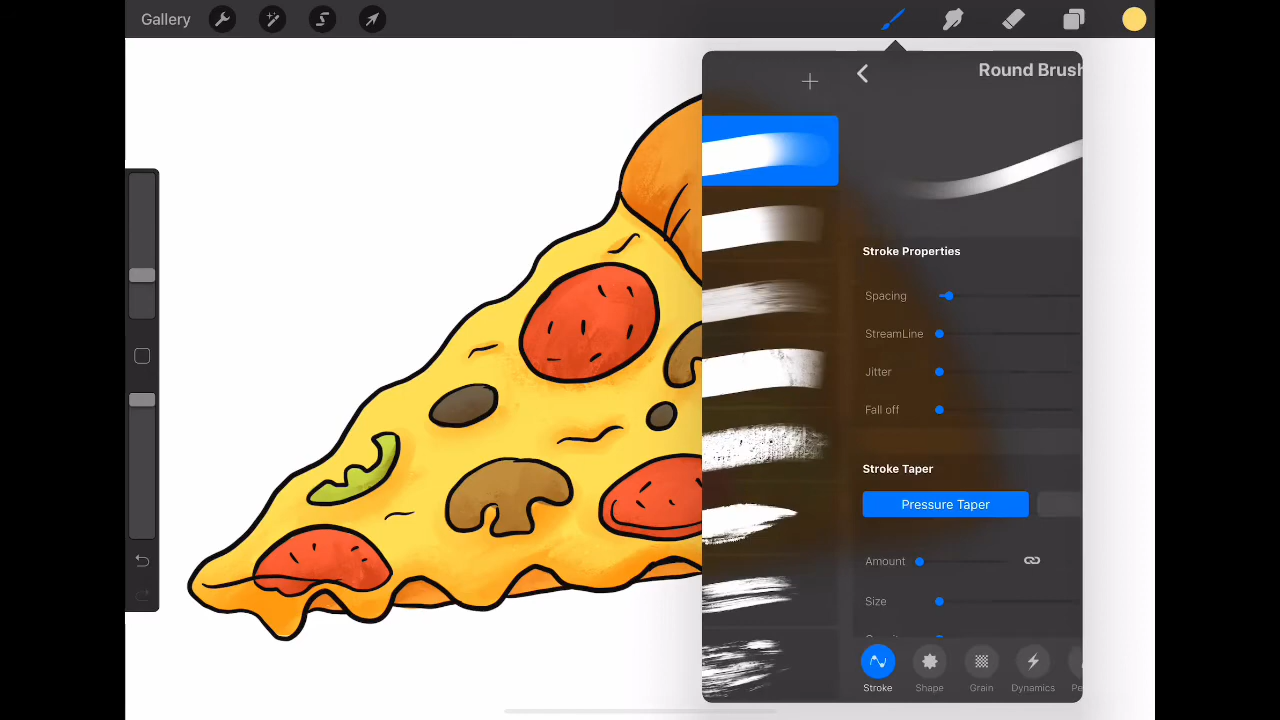 Gallery
Round Brush
Stroke Properties
Spacing
StreamLine
Jitter
Fall off
Stroke Taper
Pressure Taper
Amount
Size
Stroke
Shape
Grain
Dynamics